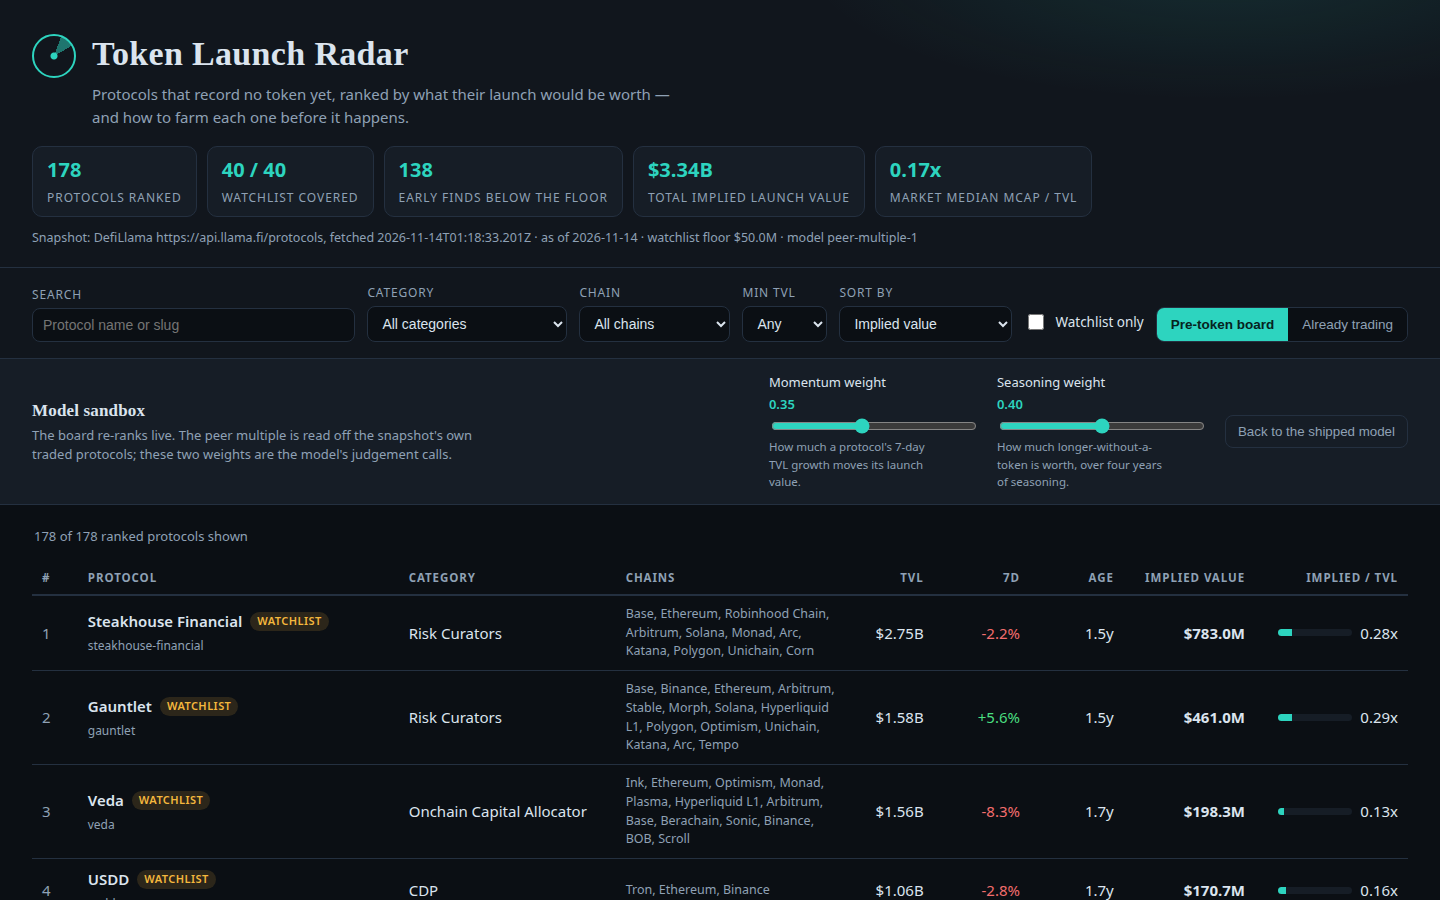 Token Launch Radar
Protocols that record no token yet, ranked by what their launch would be worth —
and how to farm each one before it happens.
178
PROTOCOLS RANKED
40 / 40
WATCHLIST COVERED
138
EARLY FINDS BELOW THE FLOOR
$3.34B
TOTAL IMPLIED LAUNCH VALUE
0.17x
MARKET MEDIAN MCAP / TVL
Snapshot: DefiLlama https://api.llama.fi/protocols, fetched 2026-11-14T01:18:33.201Z · as of 2026-11-14 · watchlist floor $50.0M · model peer-multiple-1
SEARCH
Protocol name or slug
CATEGORY
All categories
CHAIN
All chains
MIN TVL
Any
SORT BY
Implied value
Watchlist only
Pre-token board
Already trading
Model sandbox
The board re-ranks live. The peer multiple is read off the snapshot's own
traded protocols; these two weights are the model's judgement calls.
Momentum weight
0.35
How much a protocol's 7-day
TVL growth moves its launch
value.
Seasoning weight
0.40
How much longer-without-a-
token is worth, over four years
of seasoning.
Back to the shipped model
178 of 178 ranked protocols shown
# PROTOCOL CATEGORY CHAINS TVL 7D AGE IMPLIED VALUE IMPLIED / TVL
1
Steakhouse Financial WATCHLIST
steakhouse-financial
Risk Curators
Base, Ethereum, Robinhood Chain,
Arbitrum, Solana, Monad, Arc,
Katana, Polygon, Unichain, Corn
$2.75B -2.2% 1.5y $783.0M 0.28x
2
Gauntlet WATCHLIST
gauntlet
Risk Curators
Base, Binance, Ethereum, Arbitrum,
Stable, Morph, Solana, Hyperliquid
L1, Polygon, Optimism, Unichain,
Katana, Arc, Tempo
$1.58B +5.6% 1.5y $461.0M 0.29x
3
Veda WATCHLIST
veda
Onchain Capital Allocator
Ink, Ethereum, Optimism, Monad,
Plasma, Hyperliquid L1, Arbitrum,
Base, Berachain, Sonic, Binance,
BOB, Scroll
$1.56B -8.3% 1.7y $198.3M 0.13x
4
USDD WATCHLIST
CDP
Tron, Ethereum, Binance
$1.06B -2.8% 1.7y $170.7M 0.16x